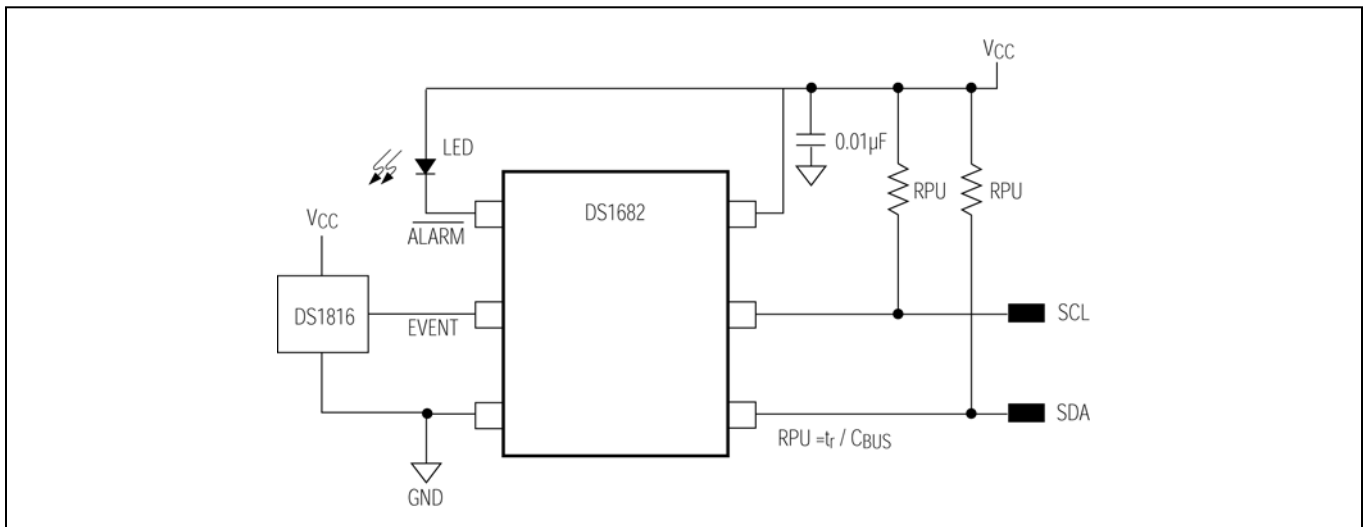 VCC
LED
0.01µF
RPU
RPU
DS1682
ALARM
VCC
DS1816
EVENT
SCL
SDA
RPU =tr / CBUS
GND